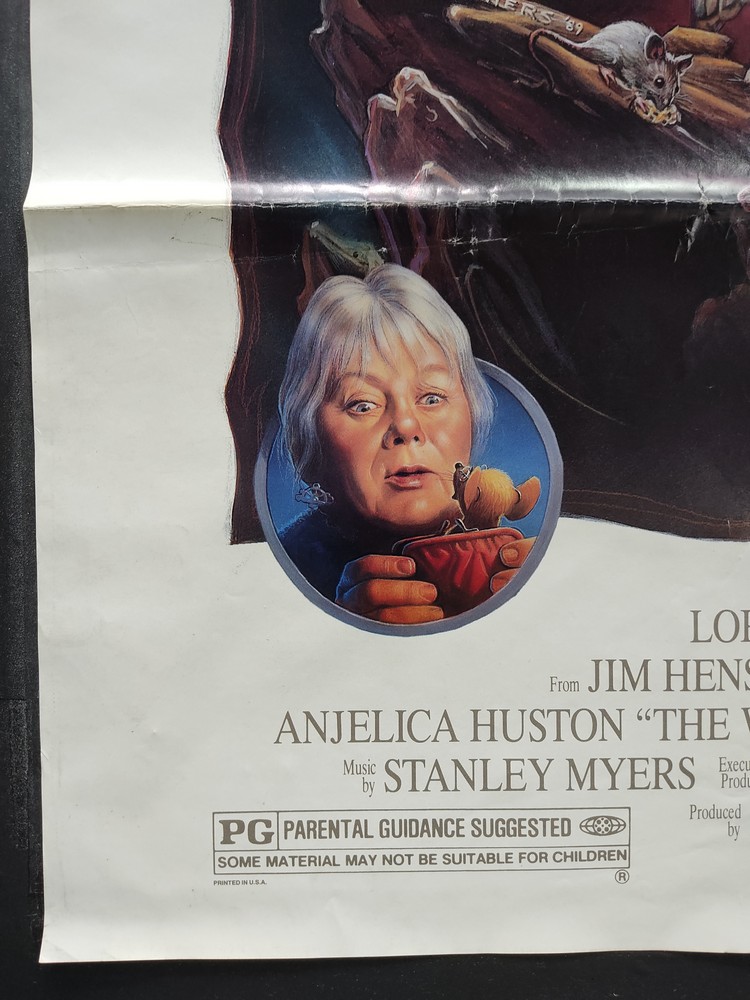 ERS '89
LOR
From JIM HENS
ANJELICA HUSTON “THE W
Music by STANLEY MYERS Execu Produ
Produced by
PG PARENTAL GUIDANCE SUGGESTED
SOME MATERIAL MAY NOT BE SUITABLE FOR CHILDREN
PRINTED IN U.S.A. ®